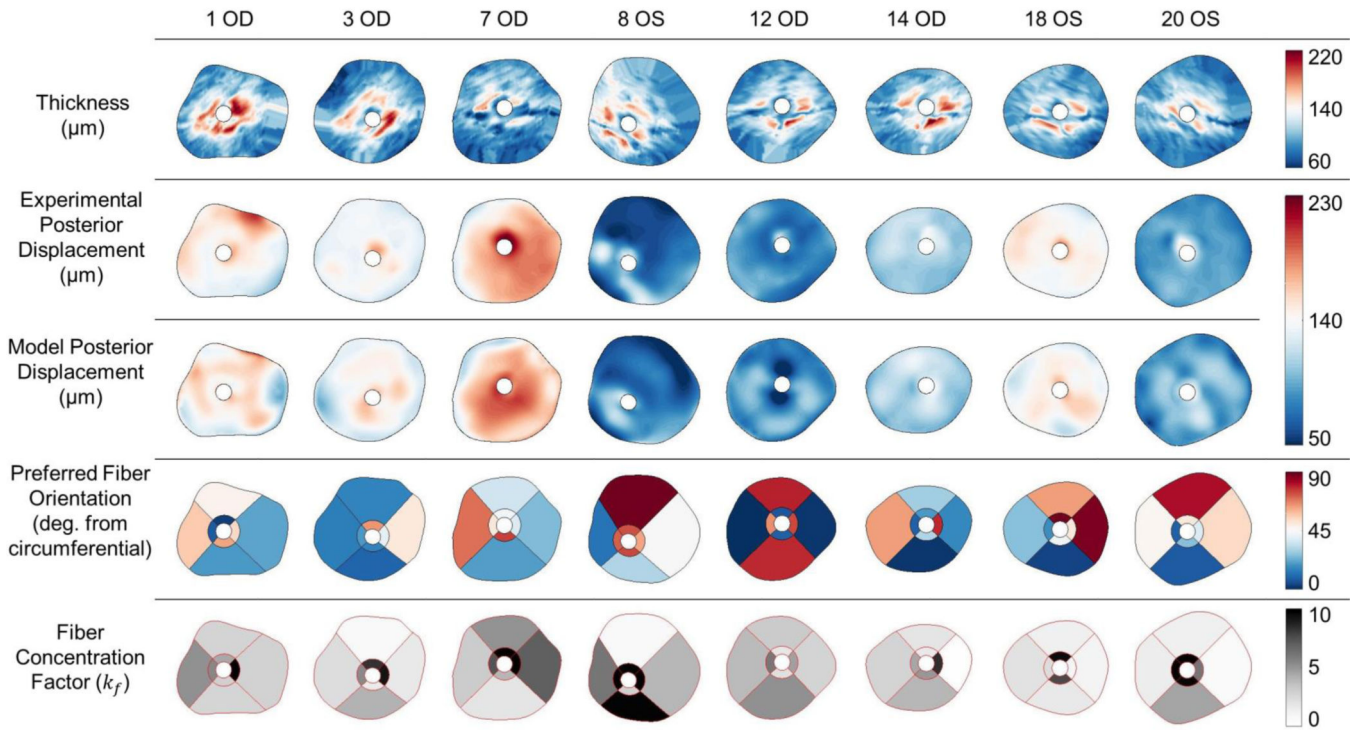 1 OD 3 OD 7 OD 8 OS 12 OD 14 OD 18 OS 20 OS
Thickness
(µm)
220
140
60
Experimental
Posterior
Displacement
(µm)
Model Posterior
Displacement
(µm)
230
140
50
Preferred Fiber
Orientation
(deg. from
circumferential)
90
45
0
Fiber
Concentration
Factor (k_f)
10
5
0